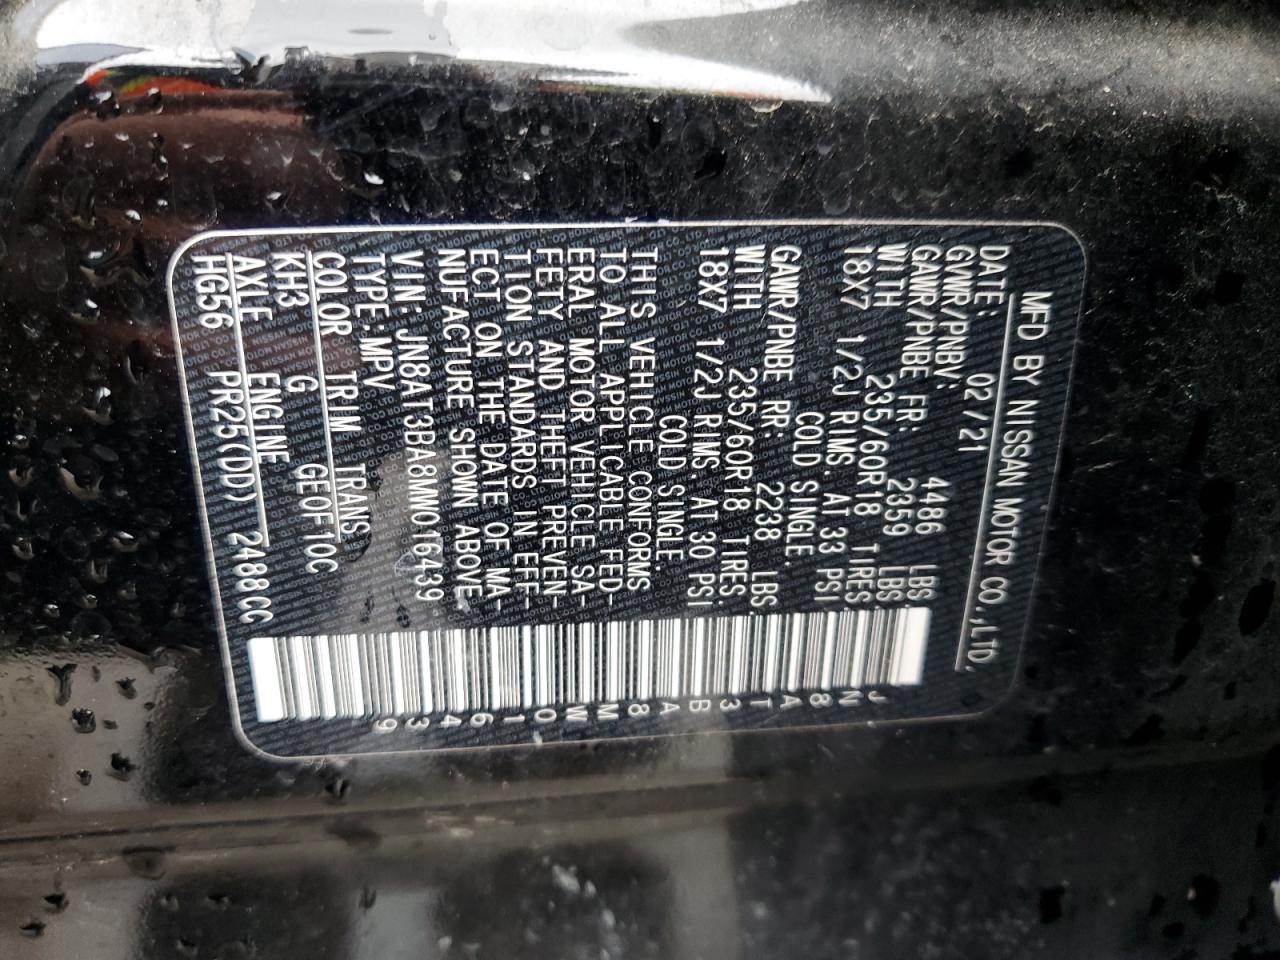 MFD BY NISSAN MOTOR CO.,LTD.
DATE: 02/21
GVWR/PNBV: 4486 LBS.
GAWR/PNBE FR: 2359 LBS.
WITH 235/60R18 TIRES,
18X7 1/2J RIMS, AT 33 PSI
COLD SINGLE.
GAWR/PNBE RR: 2238 LBS.
WITH 235/60R18 TIRES,
18X7 1/2J RIMS, AT 30 PSI
COLD SINGLE.
THIS VEHICLE CONFORMS
TO ALL APPLICABLE FED-
ERAL MOTOR VEHICLE SA-
FETY AND THEFT PREVEN-
TION STANDARDS IN EFF-
ECT ON THE DATE OF MA-
NUFACTURE SHOWN ABOVE.
VIN: JN8AT3BA8MW016439
TYPE: MPV
COLOR TRIM TRANS
KH3 G GE0F10C
AXLE ENGINE
HG56 PR25(DD) 2488CC
JN8AT3BA8MW016439